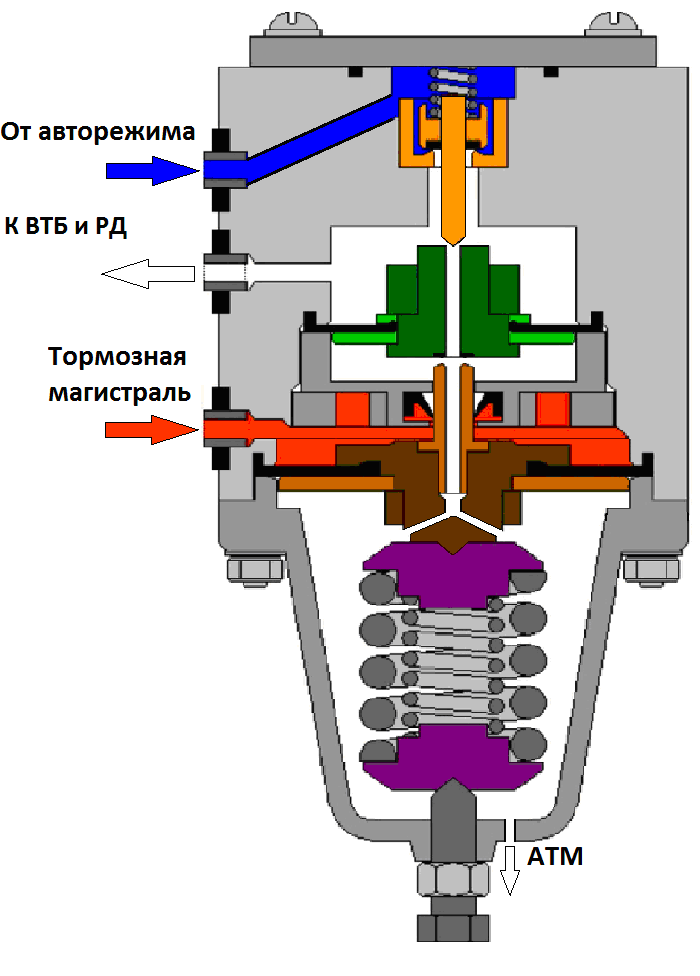 От авторежима
К ВТБ и РД
Тормозная
магистраль
АТМ